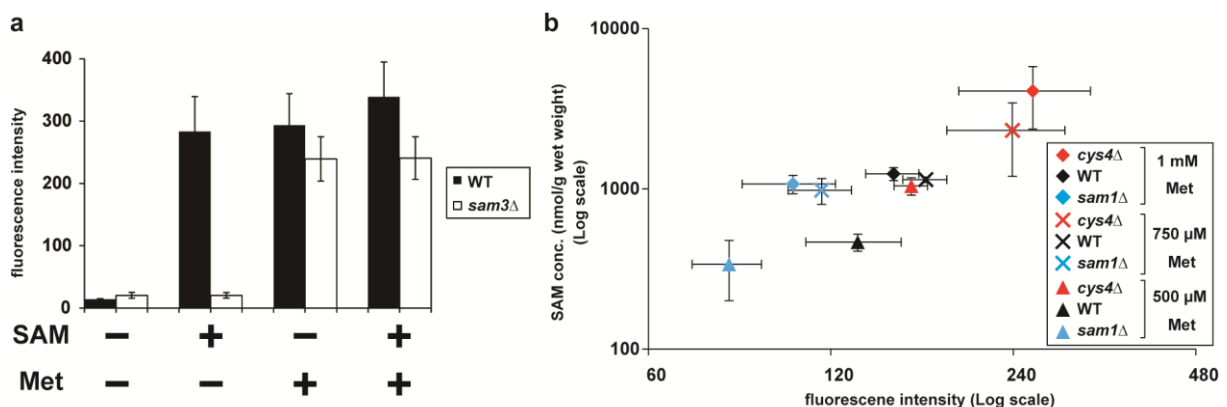 a
fluorescence intensity
400
300
200
100
0
SAM − + − +
Met − − + +
WT
sam3Δ
b
SAM conc. (nmol/g wet weight)
(Log scale)
10000
1000
100
60 120 240 480
fluorescene intensity (Log scale)
cys4Δ
WT
sam1Δ
1 mM
Met
cys4Δ
WT
sam1Δ
750 µM
Met
cys4Δ
WT
sam1Δ
500 µM
Met